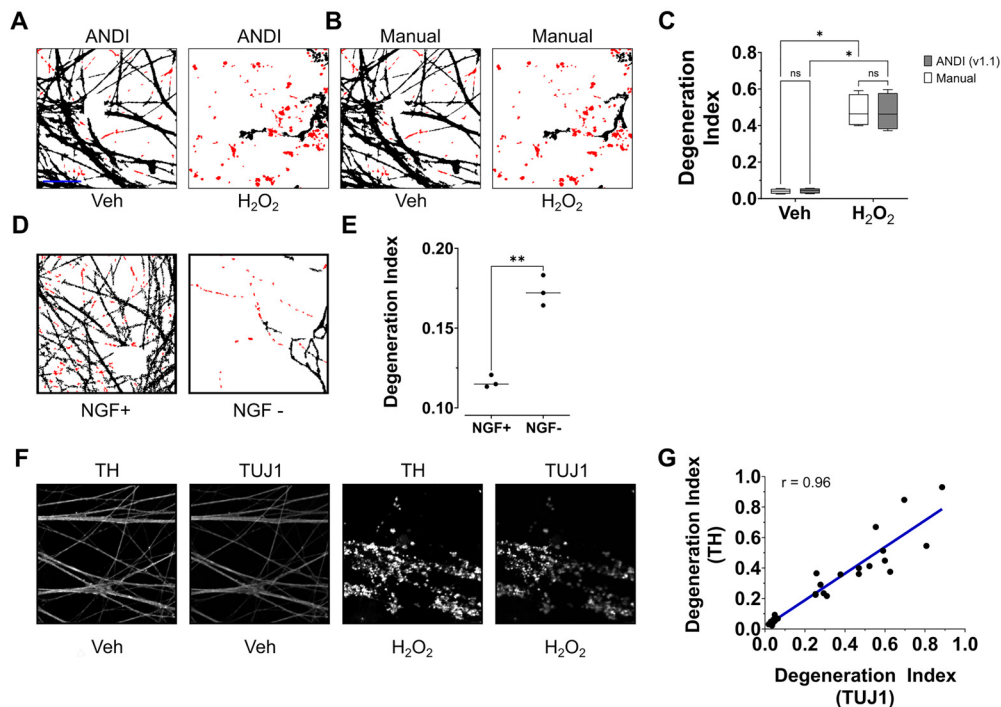 A
B
C
ANDI
ANDI
Manual
Manual
Veh
H₂O₂
Veh
H₂O₂
Degeneration
Index
0.8
0.6
0.4
0.2
0.0
*
*
ns
ns
ANDI (v1.1)
Manual
Veh
H₂O₂
D
E
NGF+
NGF -
Degeneration Index
0.20
0.15
0.10
**
NGF+
NGF-
F
G
TH
TUJ1
TH
TUJ1
Veh
Veh
H₂O₂
H₂O₂
Degeneration Index
(TH)
r = 0.96
1.0
0.8
0.6
0.4
0.2
0.0
0.0
0.2
0.4
0.6
0.8
1.0
Degeneration Index
(TUJ1)